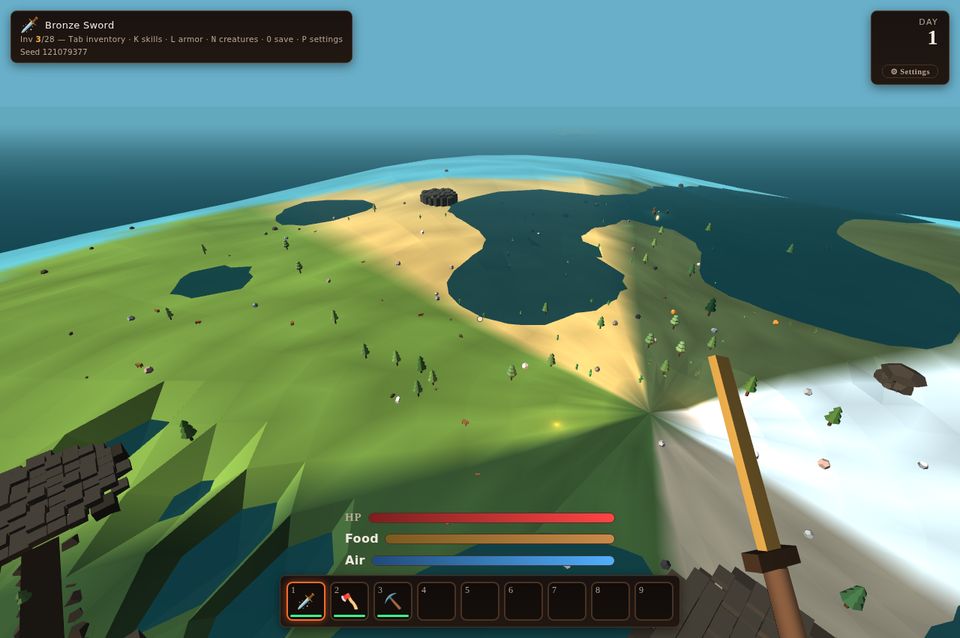 Bronze Sword
Inv 3/28 — Tab inventory · K skills · L armor · N creatures · O save · P settings
Seed 121079377
DAY
1
⚙ Settings
HP
Food
Air
1 2 3 4 5 6 7 8 9